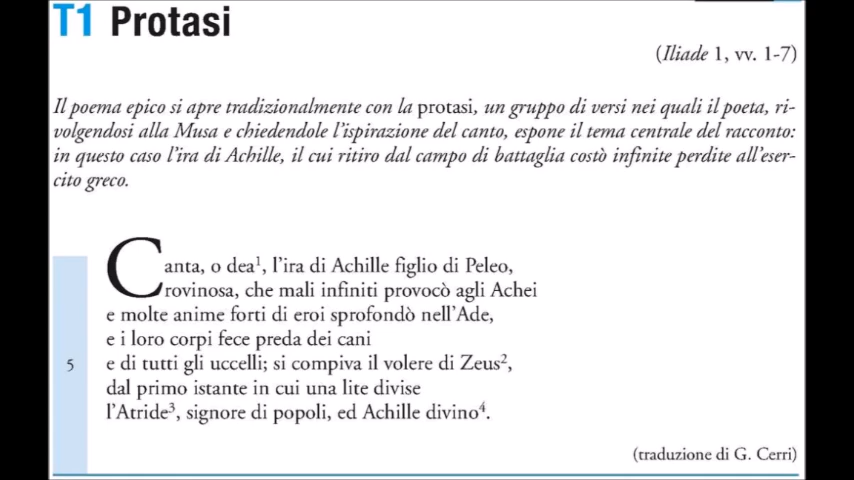 T1 Protasi
(Iliade 1, vv. 1-7)
Il poema epico si apre tradizionalmente con la protasi, un gruppo di versi nei quali il poeta, ri-
volgendosi alla Musa e chiedendole l'ispirazione del canto, espone il tema centrale del racconto:
in questo caso l'ira di Achille, il cui ritiro dal campo di battaglia costò infinite perdite all'eser-
cito greco.
Canta, o dea¹, l'ira di Achille figlio di Peleo,
rovinosa, che mali infiniti provocò agli Achei
e molte anime forti di eroi sprofondò nell'Ade,
e i loro corpi fece preda dei cani
5 e di tutti gli uccelli; si compiva il volere di Zeus²,
dal primo istante in cui una lite divise
l'Atride³, signore di popoli, ed Achille divino⁴.
(traduzione di G. Cerri)